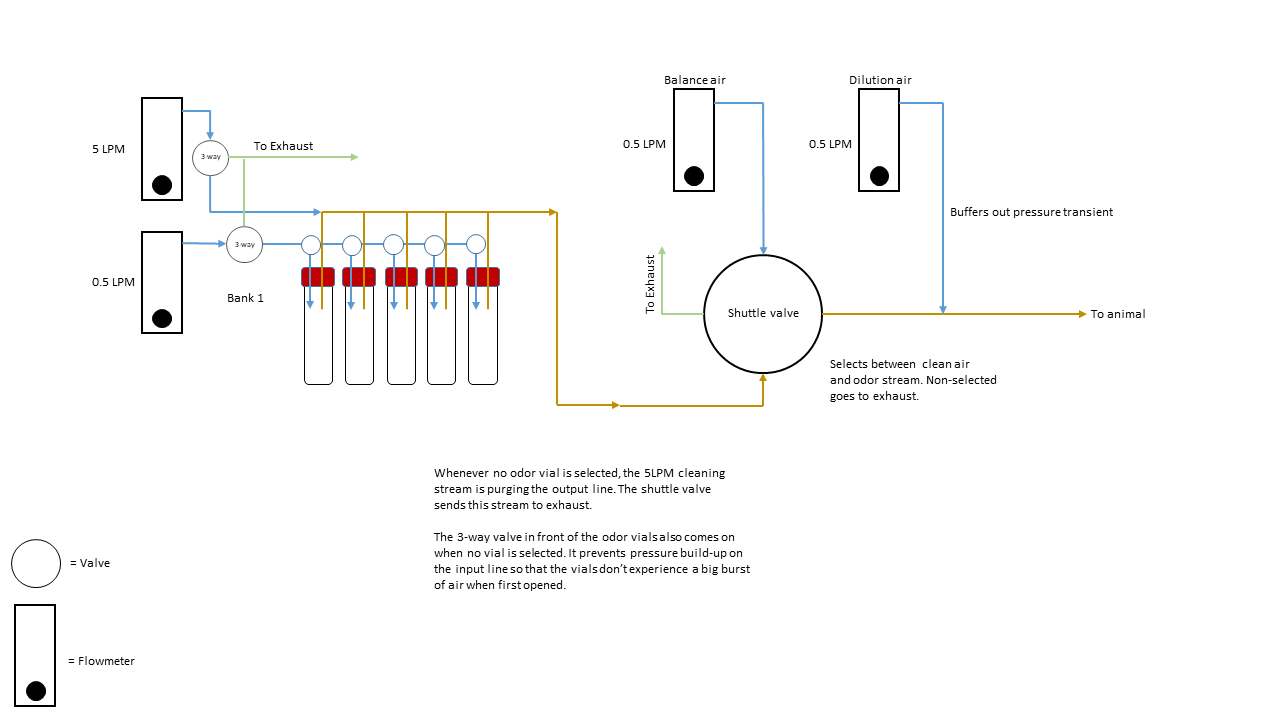 Balance air
Dilution air
5 LPM
To Exhaust
3-way
0.5 LPM
0.5 LPM
Buffers out pressure transient
3-way
0.5 LPM
Bank 1
To Exhaust
Shuttle valve
To animal
Selects between clean air
and odor stream. Non-selected
goes to exhaust.
Whenever no odor vial is selected, the 5LPM cleaning
stream is purging the output line. The shuttle valve
sends this stream to exhaust.
The 3-way valve in front of the odor vials also comes on
when no vial is selected. It prevents pressure build-up on
the input line so that the vials don’t experience a big burst
of air when first opened.
= Valve
= Flowmeter